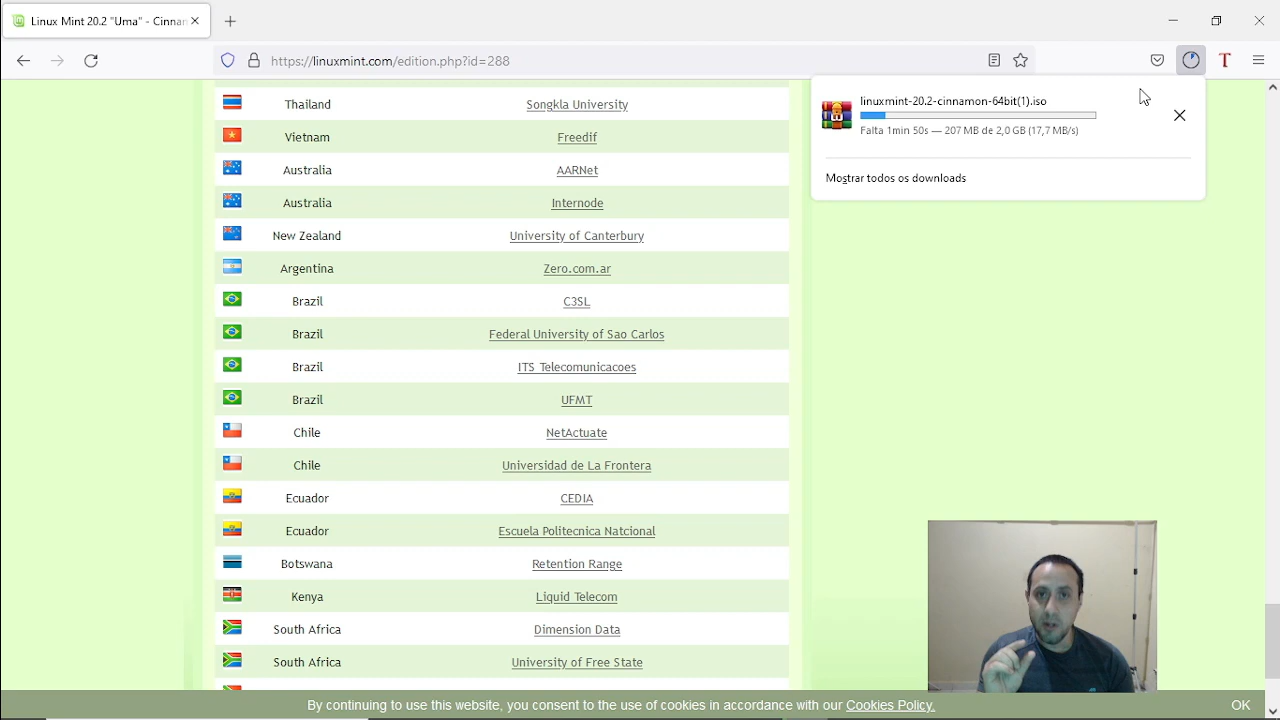 Linux Mint 20.2 "Uma" - Cinnar
https://linuxmint.com/edition.php?id=288
T
linuxmint-20.2-cinnamon-64bit(1).iso
Falta 1min 50s — 207 MB de 2,0 GB (17,7 MB/s)
Mostrar todos os downloads
Thailand Songkla University
Vietnam Freedif
Australia AARNet
Australia Internode
New Zealand University of Canterbury
Argentina Zero.com.ar
Brazil C3SL
Brazil Federal University of Sao Carlos
Brazil ITS Telecomunicacoes
Brazil UFMT
Chile NetActuate
Chile Universidad de La Frontera
Ecuador CEDIA
Ecuador Escuela Politecnica Natcional
Botswana Retention Range
Kenya Liquid Telecom
South Africa Dimension Data
South Africa University of Free State
By continuing to use this website, you consent to the use of cookies in accordance with our Cookies Policy. OK